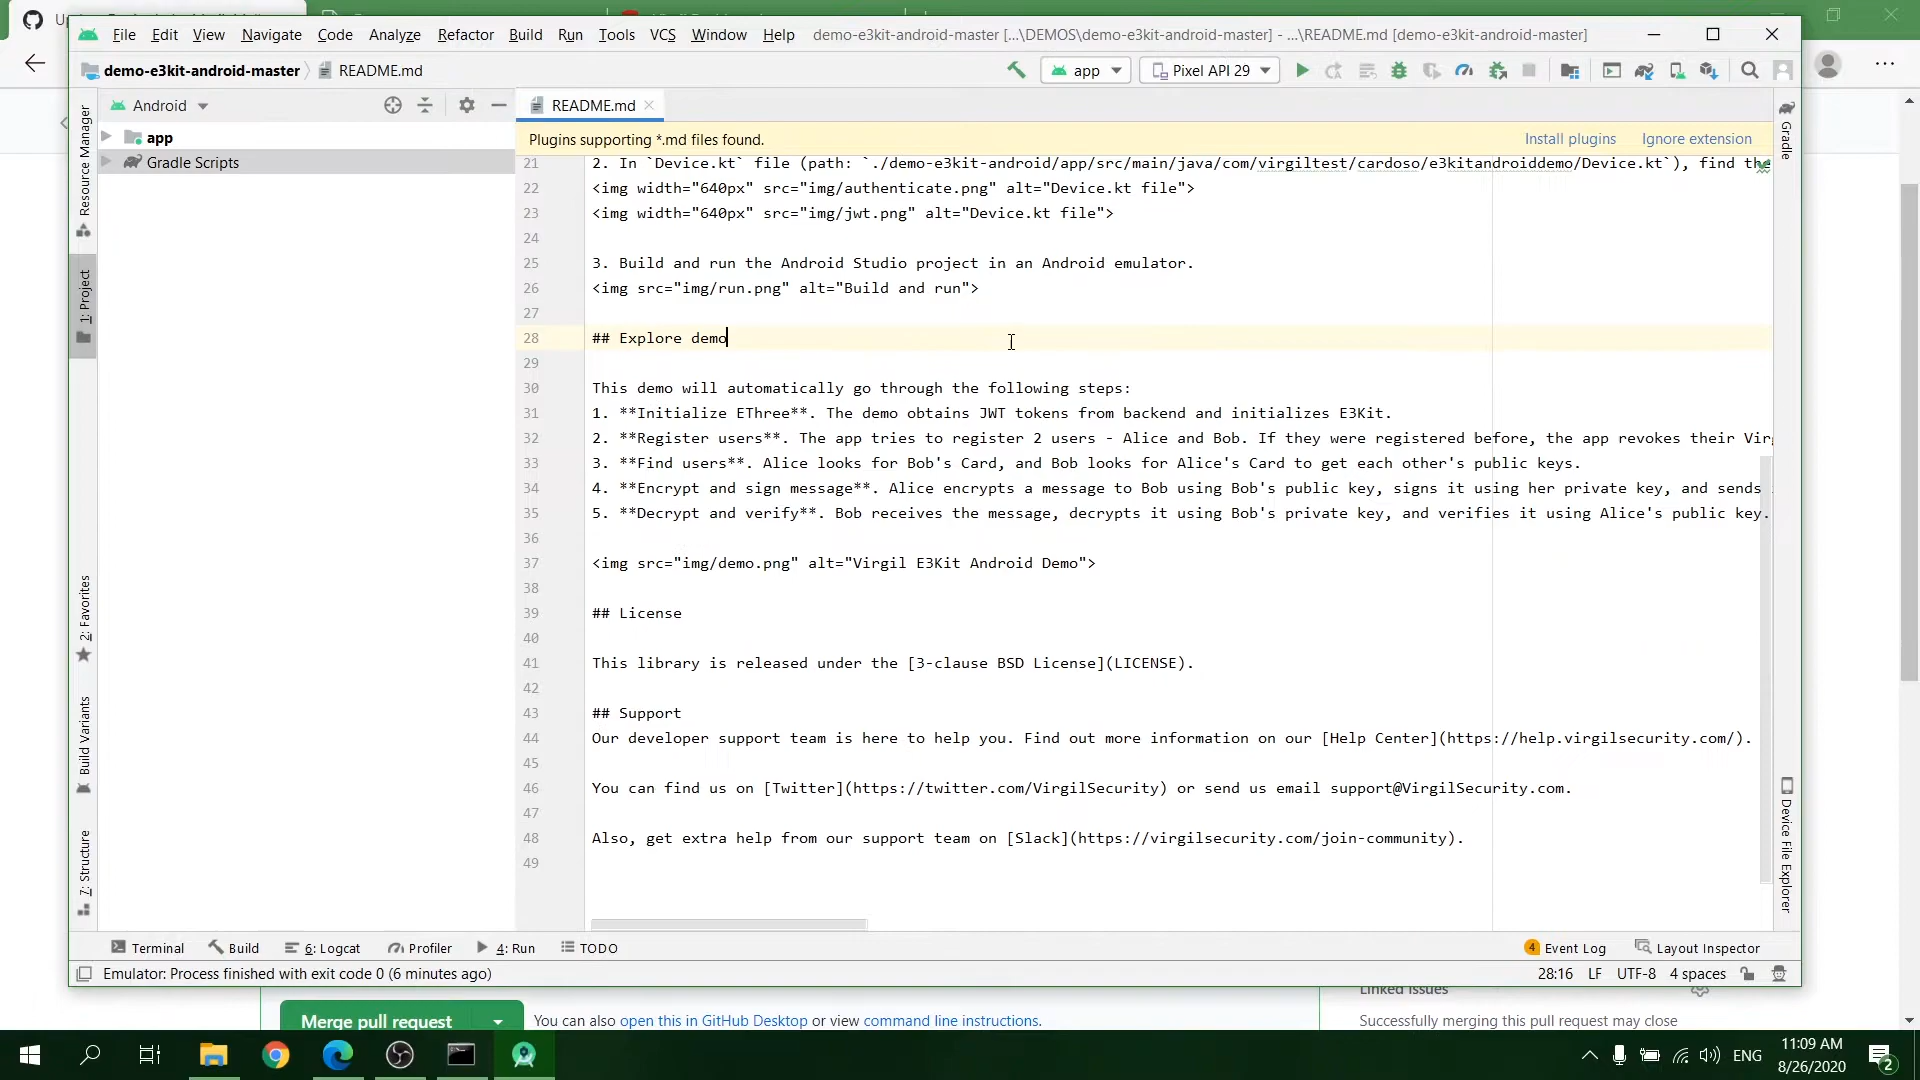 File Edit View Navigate Code Analyze Refactor Build Run Tools VCS Window Help demo-e3kit-android-master [...\DEMOS\demo-e3kit-android-master] - ...\README.md [demo-e3kit-android-master]
demo-e3kit-android-master README.md app Pixel API 29
Android README.md
Plugins supporting *.md files found. Install plugins Ignore extension
app
Gradle Scripts
Resource Manager
1: Project
2: Favorites
Build Variants
7: Structure
21 2. In `Device.kt` file (path: `./demo-e3kit-android/app/src/main/java/com/virgiltest/cardoso/e3kitandroiddemo/Device.kt`), find the
22 <img width="640px" src="img/authenticate.png" alt="Device.kt file">
23 <img width="640px" src="img/jwt.png" alt="Device.kt file">
24
25 3. Build and run the Android Studio project in an Android emulator.
26 <img src="img/run.png" alt="Build and run">
27
28 ## Explore demo
29
30 This demo will automatically go through the following steps:
31 1. **Initialize EThree**. The demo obtains JWT tokens from backend and initializes E3Kit.
32 2. **Register users**. The app tries to register 2 users - Alice and Bob. If they were registered before, the app revokes their Vir
33 3. **Find users**. Alice looks for Bob's Card, and Bob looks for Alice's Card to get each other's public keys.
34 4. **Encrypt and sign message**. Alice encrypts a message to Bob using Bob's public key, signs it using her private key, and sends
35 5. **Decrypt and verify**. Bob receives the message, decrypts it using Bob's private key, and verifies it using Alice's public key.
36
37 <img src="img/demo.png" alt="Virgil E3Kit Android Demo">
38
39 ## License
40
41 This library is released under the [3-clause BSD License](LICENSE).
42
43 ## Support
44 Our developer support team is here to help you. Find out more information on our [Help Center](https://help.virgilsecurity.com/).
45
46 You can find us on [Twitter](https://twitter.com/VirgilSecurity) or send us email support@VirgilSecurity.com.
47
48 Also, get extra help from our support team on [Slack](https://virgilsecurity.com/join-community).
49
Gradle
Device File Explorer
Terminal Build 6: Logcat Profiler 4: Run TODO 4 Event Log Layout Inspector
Emulator: Process finished with exit code 0 (6 minutes ago) 28:16 LF UTF-8 4 spaces
Linked issues
Merge pull request You can also open this in GitHub Desktop or view command line instructions. Successfully merging this pull request may close
ENG 11:09 AM
8/26/2020 2